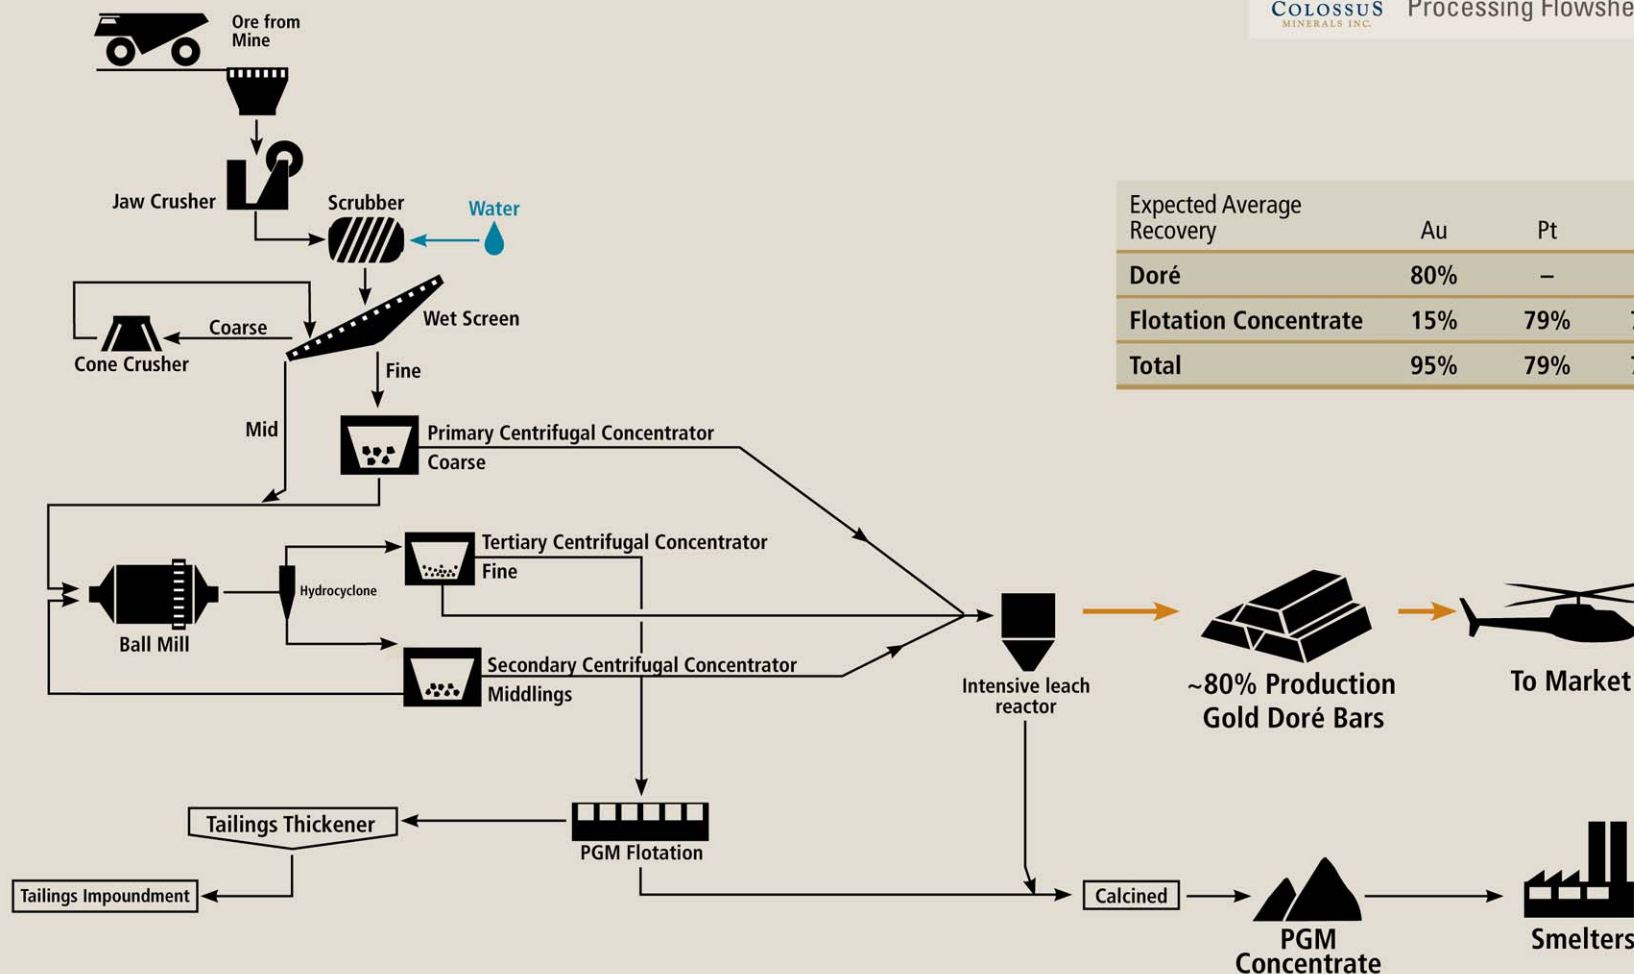 COLOSSUS
MINERALS INC.
Processing Flowshe
Ore from
Mine
Jaw Crusher
Scrubber
Water
Expected Average
Recovery Au Pt
Doré 80% –
Flotation Concentrate 15% 79%
Total 95% 79%
Wet Screen
Coarse
Cone Crusher
Fine
Mid
Primary Centrifugal Concentrator
Coarse
Tertiary Centrifugal Concentrator
Fine
Hydrocyclone
Ball Mill
Secondary Centrifugal Concentrator
Middlings
Intensive leach
reactor
~80% Production
Gold Doré Bars
To Market
Tailings Thickener
PGM Flotation
Tailings Impoundment
Calcined
PGM
Concentrate
Smelters